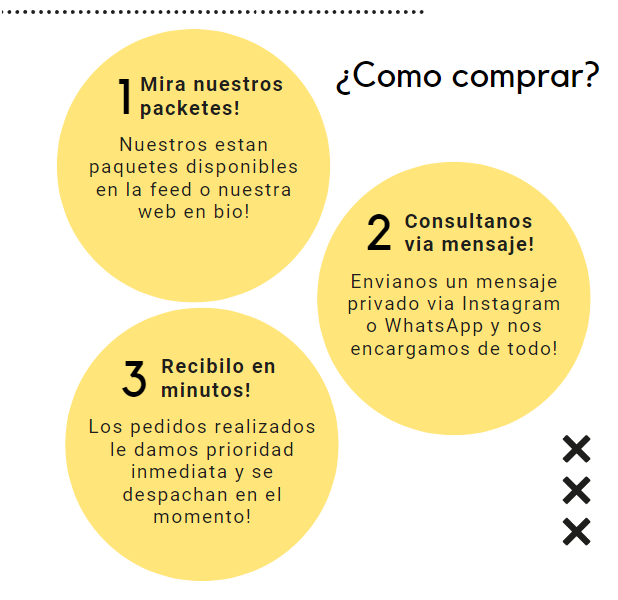 ¿Como comprar?
1 Mira nuestros
packetes!
Nuestros estan
paquetes disponibles
en la feed o nuestra
web en bio!
2 Consultanos
via mensaje!
Envianos un mensaje
privado via Instagram
o WhatsApp y nos
encargamos de todo!
3 Recibilo en
minutos!
Los pedidos realizados
le damos prioridad
inmediata y se
despachan en el
momento!